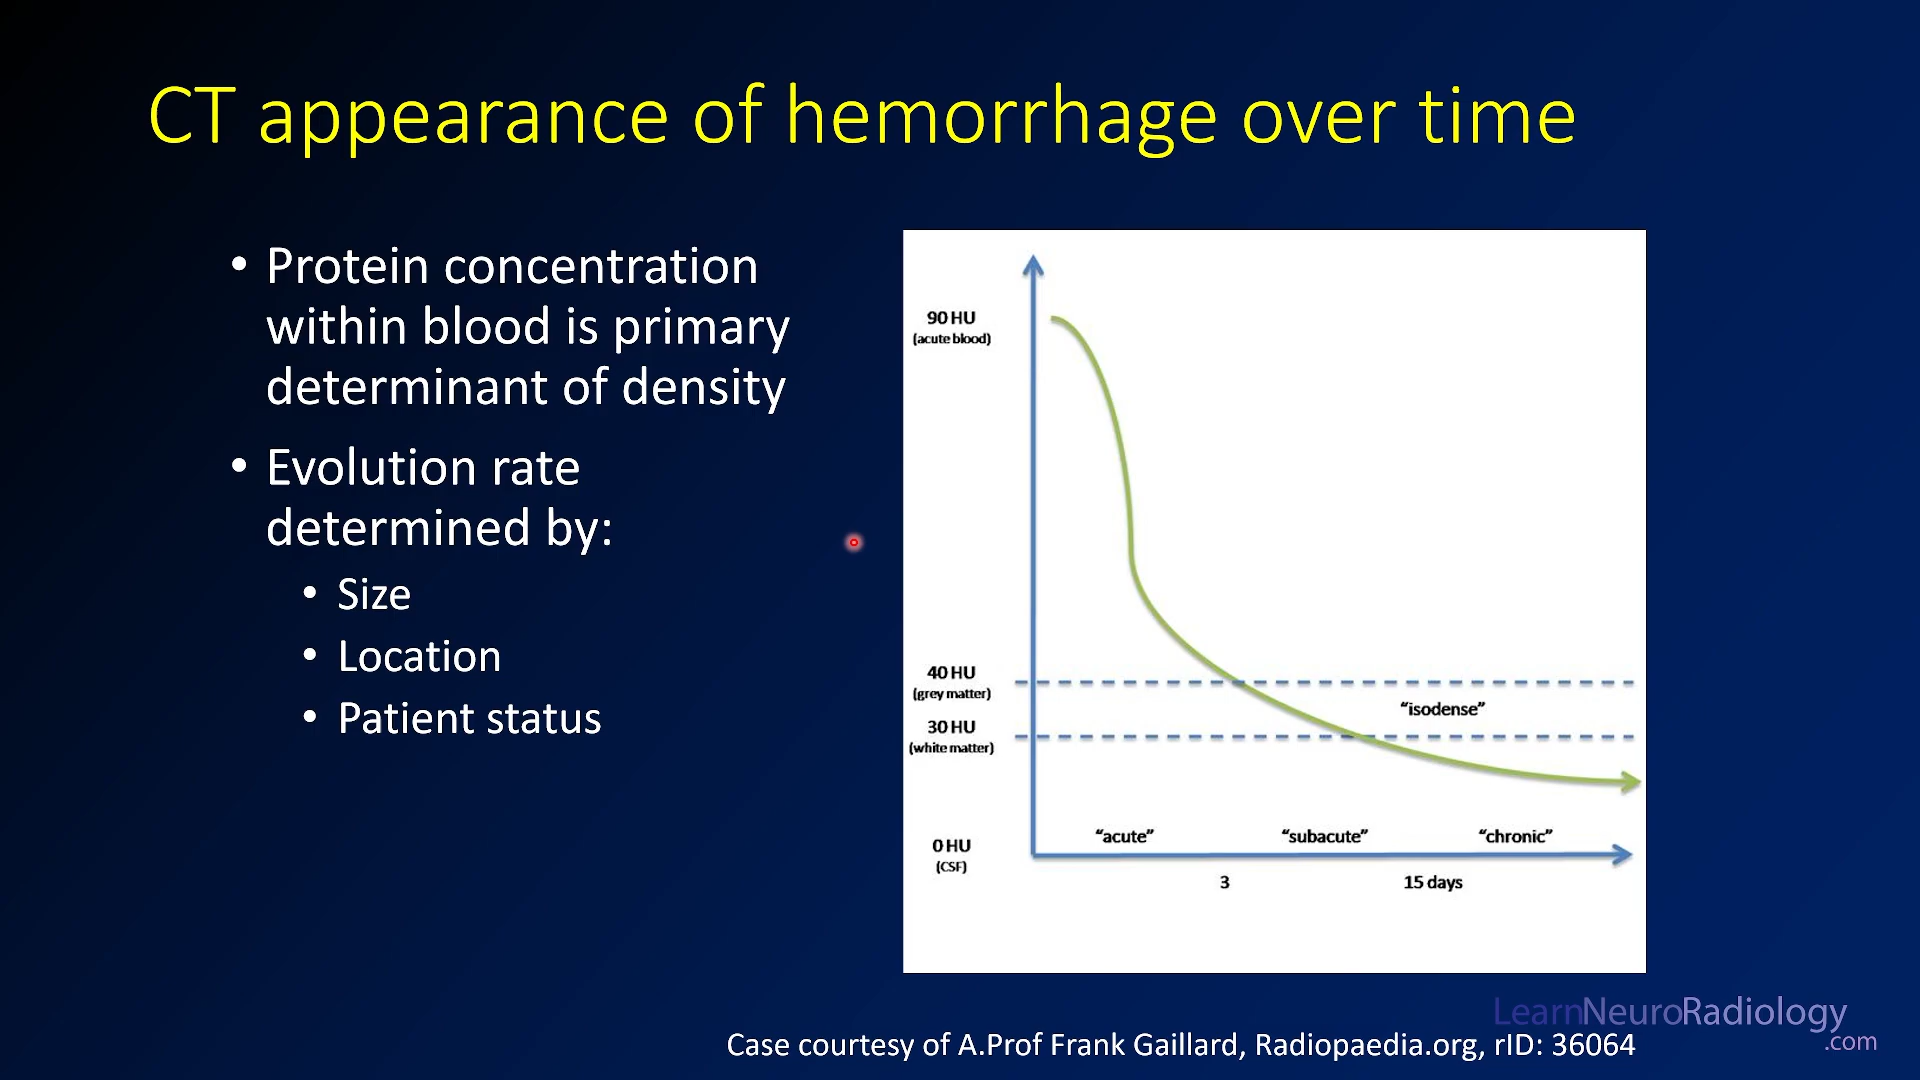 CT appearance of hemorrhage over time
• Protein concentration
within blood is primary
determinant of density
• Evolution rate
determined by:
• Size
• Location
• Patient status
90 HU
(acute blood)
40 HU
(grey matter)
"isodense"
30 HU
(white matter)
"acute" "subacute" "chronic"
0 HU
(CSF)
3 15 days
LearnNeuroRadiology
.com
Case courtesy of A.Prof Frank Gaillard, Radiopaedia.org, rID: 36064